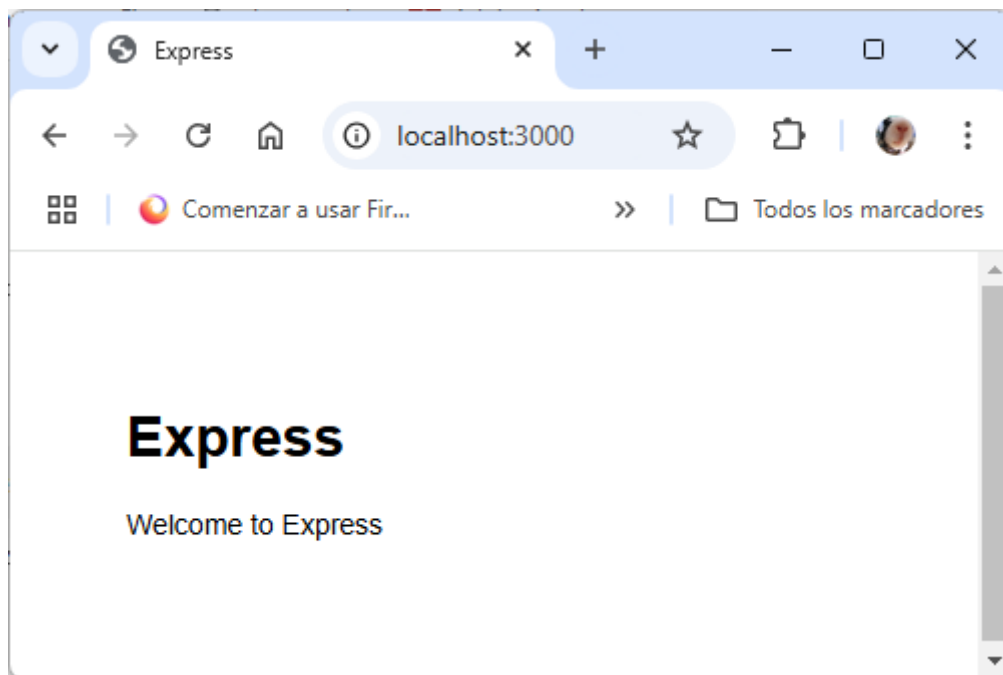 Express
localhost:3000
Comenzar a usar Fir...
Todos los marcadores
Express
Welcome to Express